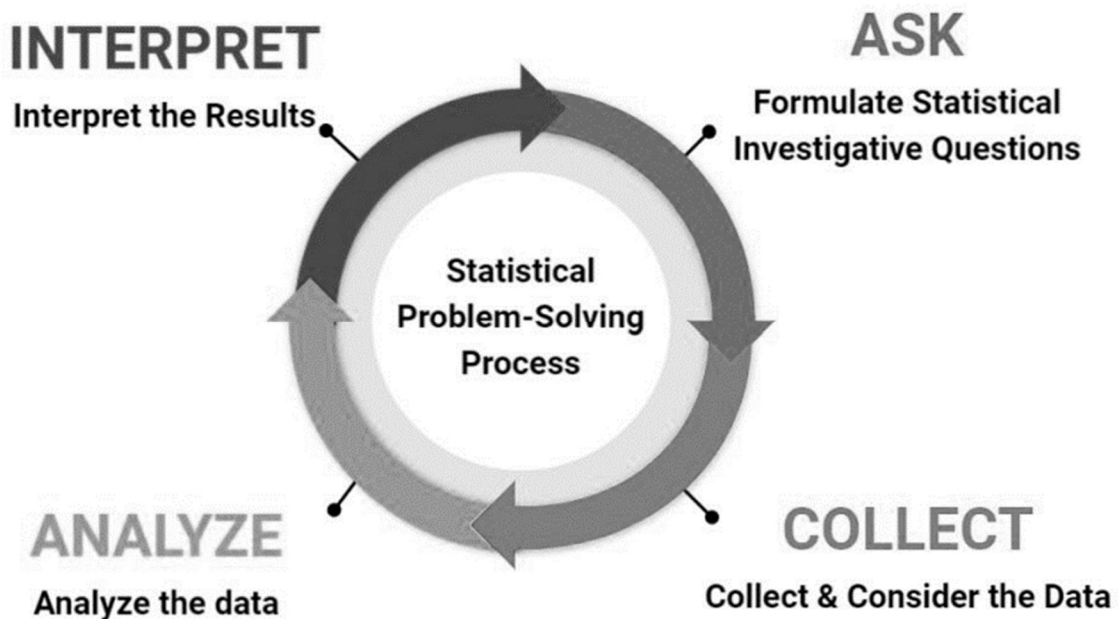 INTERPRET
Interpret the Results
ASK
Formulate Statistical
Investigative Questions
Statistical
Problem-Solving
Process
ANALYZE
Analyze the data
COLLECT
Collect & Consider the Data